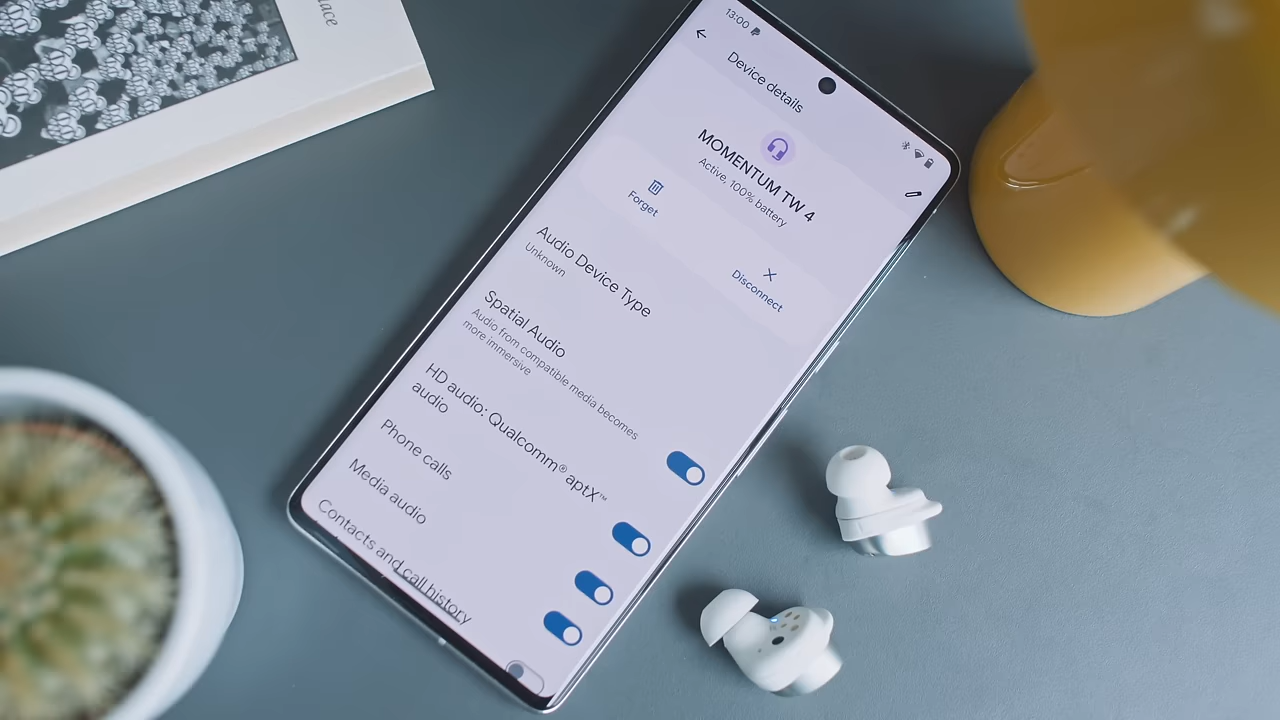 lace
13:00
Device details
MOMENTUM TW 4
Active, 100% battery
Forget
Disconnect
Audio Device Type
Unknown
Spatial Audio
Audio from compatible media becomes
more immersive
HD audio: Qualcomm® aptX™
audio
Phone calls
Media audio
Contacts and call history